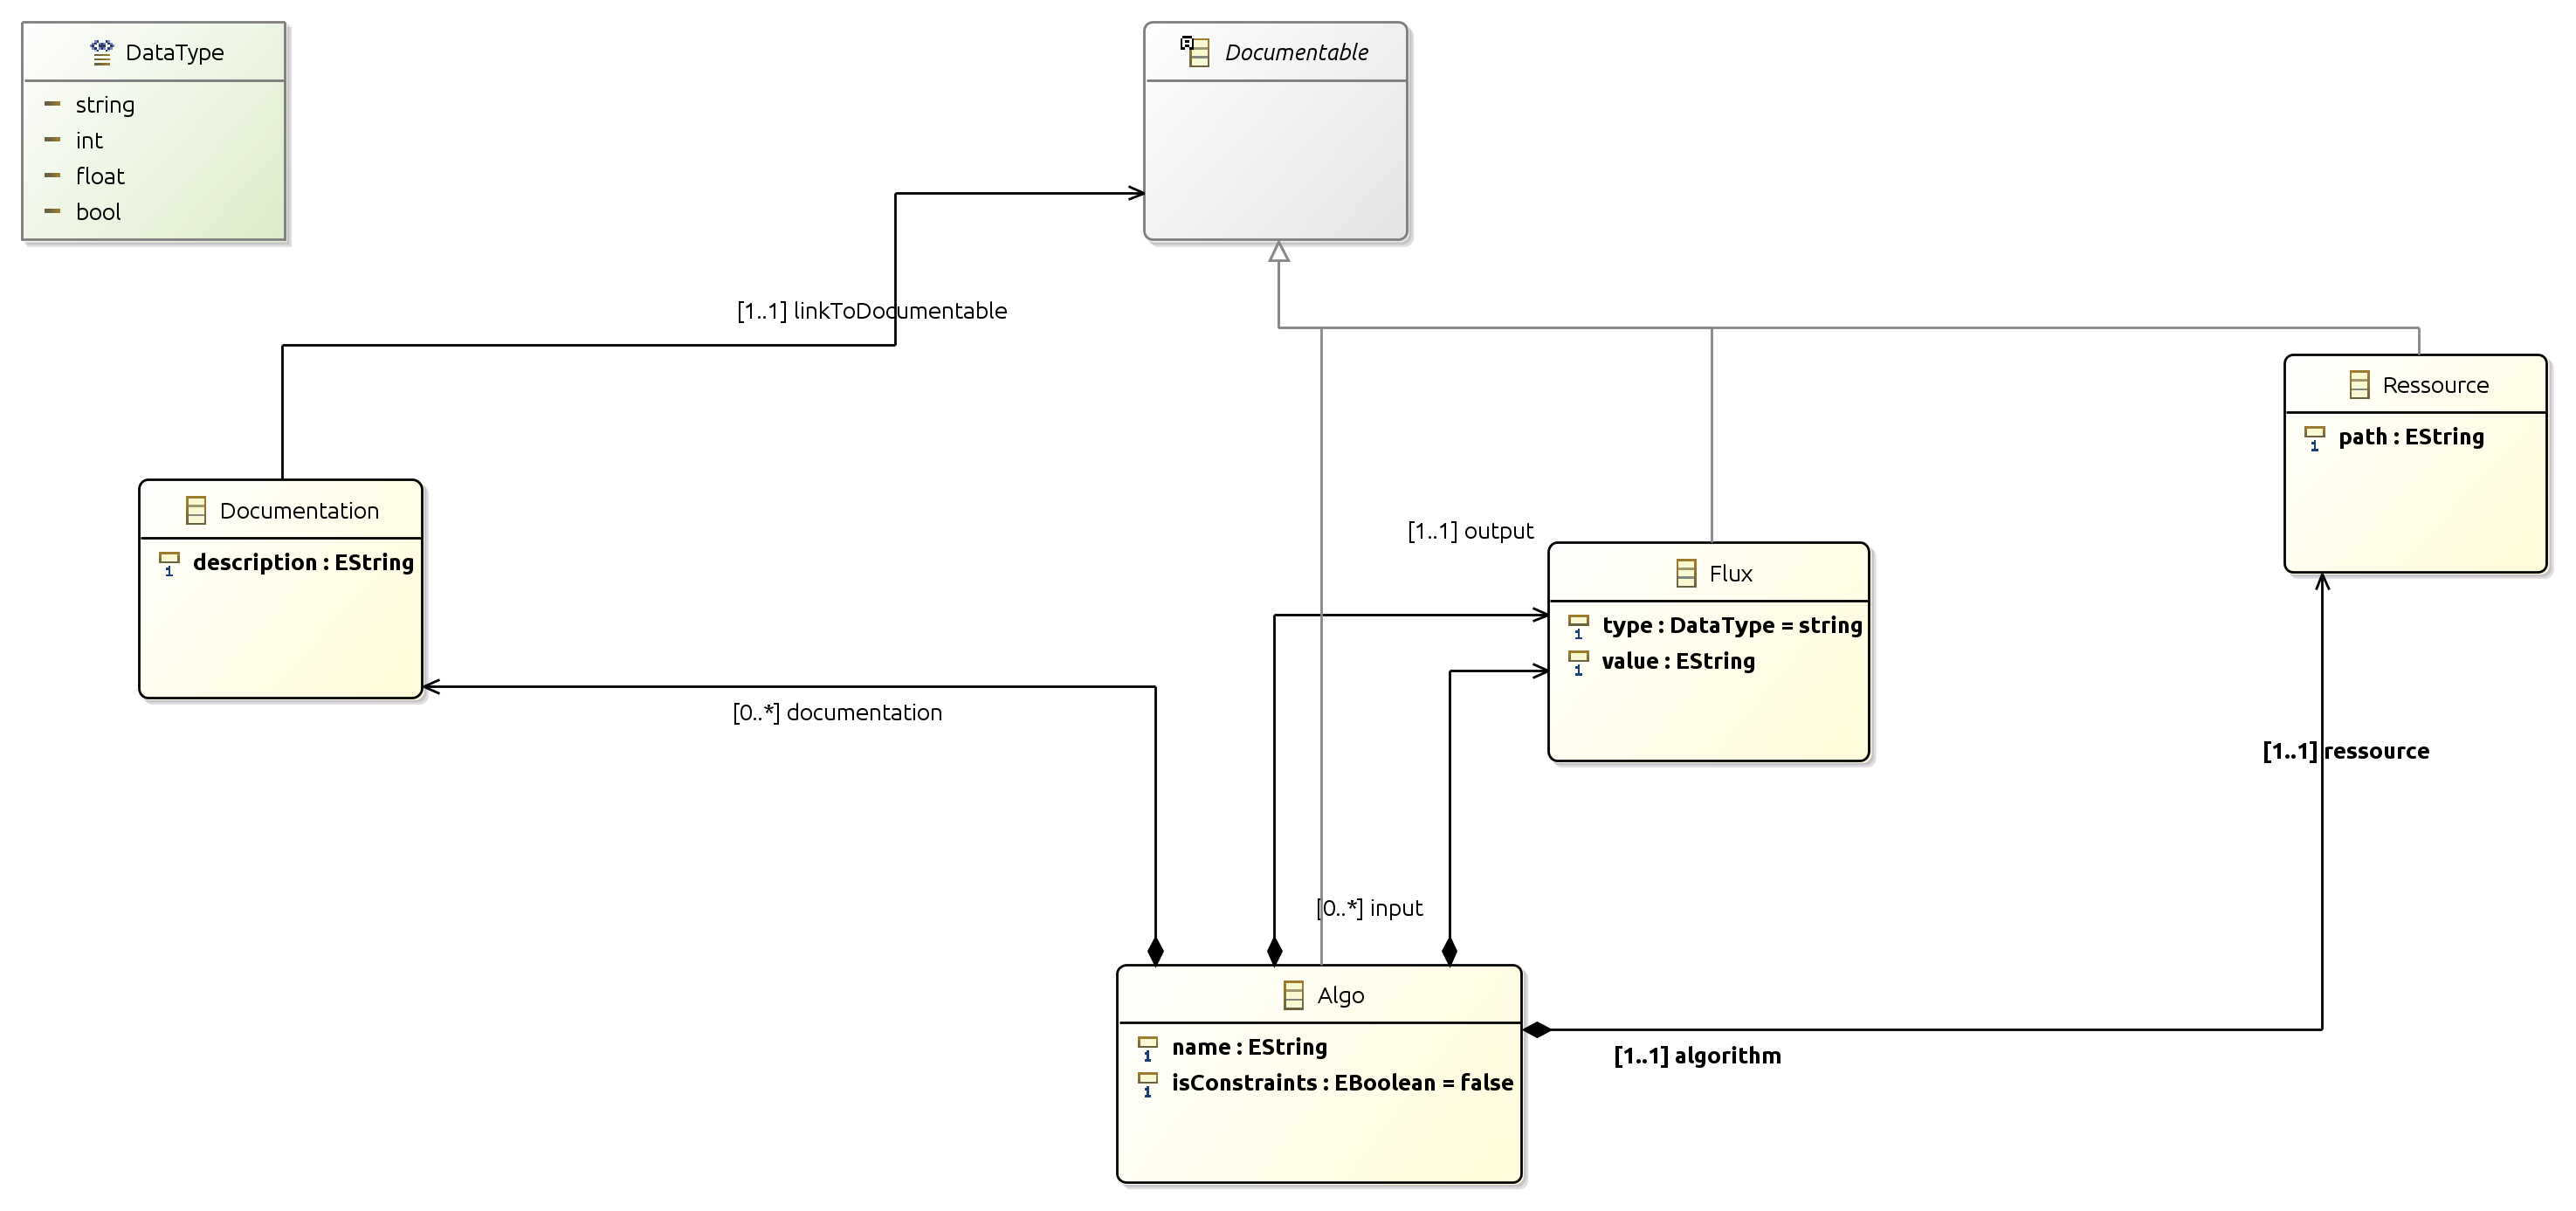 DataType
string
int
float
bool
Documentable
[1..1] linkToDocumentable
Ressource
path : EString
Documentation
description : EString
[1..1] output
Flux
type : DataType = string
value : EString
[0..*] documentation
[1..1] ressource
[0..*] input
Algo
name : EString
isConstraints : EBoolean = false
[1..1] algorithm